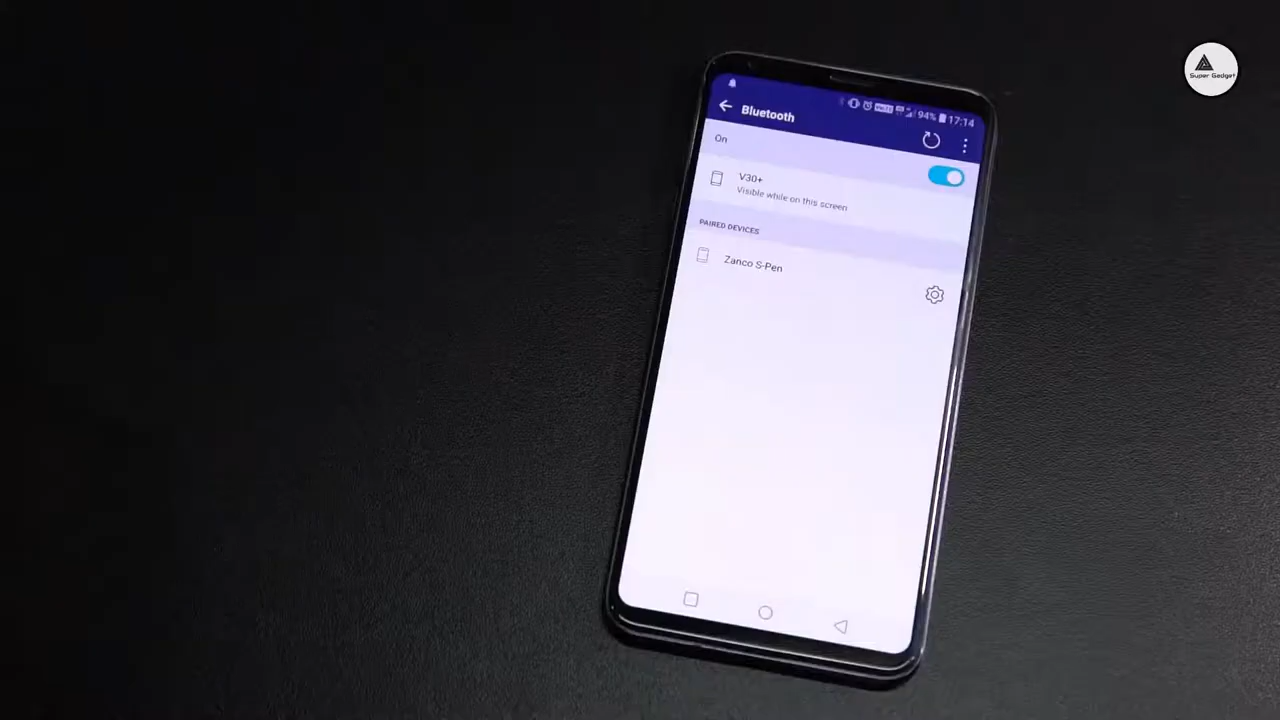 Super Gadget
94% 17:14
Bluetooth
On
V30+
Visible while on this screen
PAIRED DEVICES
Zanco S-Pen